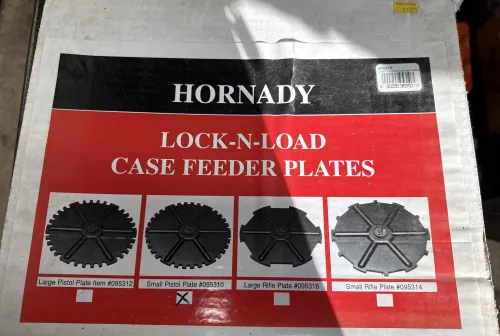 HORNADY
LOCK-N-LOAD
CASE FEEDER PLATES
Large Pistol Plate Item #095312
Small Pistol Plate #095310
Large Rifle Plate #095316
Small Rifle Plate #095314